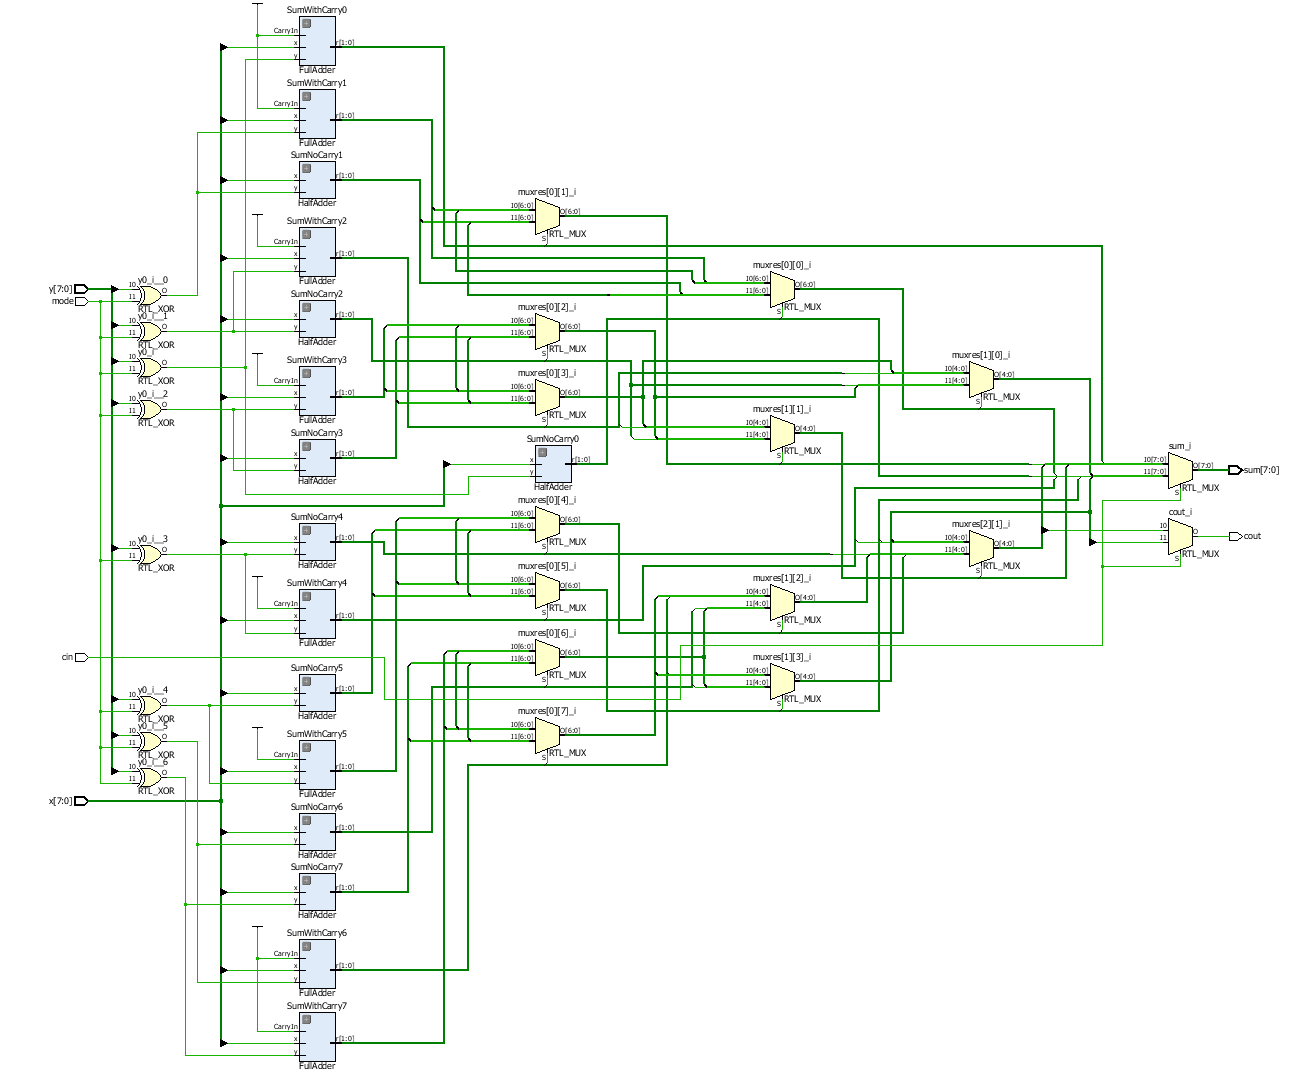 SumWithCarry0
CarryIn
x
y
r[1:0]
FullAdder
SumWithCarry1
CarryIn
x
y
r[1:0]
FullAdder
SumNoCarry1
x
y
r[1:0]
HalfAdder
SumWithCarry2
CarryIn
x
y
r[1:0]
FullAdder
SumNoCarry2
x
y
r[1:0]
HalfAdder
SumWithCarry3
CarryIn
x
y
r[1:0]
FullAdder
SumNoCarry3
x
y
r[1:0]
HalfAdder
SumNoCarry4
x
y
r[1:0]
HalfAdder
SumWithCarry4
CarryIn
x
y
r[1:0]
FullAdder
SumNoCarry5
x
y
r[1:0]
HalfAdder
SumWithCarry5
CarryIn
x
y
r[1:0]
FullAdder
SumNoCarry6
x
y
r[1:0]
HalfAdder
SumNoCarry7
x
y
r[1:0]
HalfAdder
SumWithCarry6
CarryIn
x
y
r[1:0]
FullAdder
SumWithCarry7
CarryIn
x
y
r[1:0]
FullAdder
y[7:0]
mode
cin
x[7:0]
y0_i__0
I0
I1
O
RTL_XOR
y0_i__1
I0
I1
O
RTL_XOR
y0_i
I0
I1
O
RTL_XOR
y0_i__2
I0
I1
O
RTL_XOR
y0_i__3
I0
I1
O
RTL_XOR
y0_i__4
I0
I1
O
RTL_XOR
y0_i__5
I0
I1
O
RTL_XOR
y0_i__6
I0
I1
O
RTL_XOR
muxres[0][1]_i
I0[6:0]
I1[6:0]
O[6:0]
S
RTL_MUX
muxres[0][2]_i
I0[6:0]
I1[6:0]
O[6:0]
S
RTL_MUX
muxres[0][3]_i
I0[6:0]
I1[6:0]
O[6:0]
S
RTL_MUX
SumNoCarry0
x
y
r[1:0]
HalfAdder
muxres[0][4]_i
I0[6:0]
I1[6:0]
O[6:0]
S
RTL_MUX
muxres[0][5]_i
I0[6:0]
I1[6:0]
O[6:0]
S
RTL_MUX
muxres[0][6]_i
I0[6:0]
I1[6:0]
O[6:0]
S
RTL_MUX
muxres[0][7]_i
I0[6:0]
I1[6:0]
O[6:0]
S
RTL_MUX
muxres[0][0]_i
I0[6:0]
I1[6:0]
O[6:0]
S
RTL_MUX
muxres[1][1]_i
I0[4:0]
I1[4:0]
O[4:0]
S
RTL_MUX
muxres[1][2]_i
I0[4:0]
I1[4:0]
O[4:0]
S
RTL_MUX
muxres[1][3]_i
I0[4:0]
I1[4:0]
O[4:0]
S
RTL_MUX
muxres[1][0]_i
I0[4:0]
I1[4:0]
O[4:0]
S
RTL_MUX
muxres[2][1]_i
I0[4:0]
I1[4:0]
O[4:0]
S
RTL_MUX
sum_i
I0[7:0]
I1[7:0]
O[7:0]
S
RTL_MUX
sum[7:0]
cout_i
I0
I1
O
S
RTL_MUX
cout